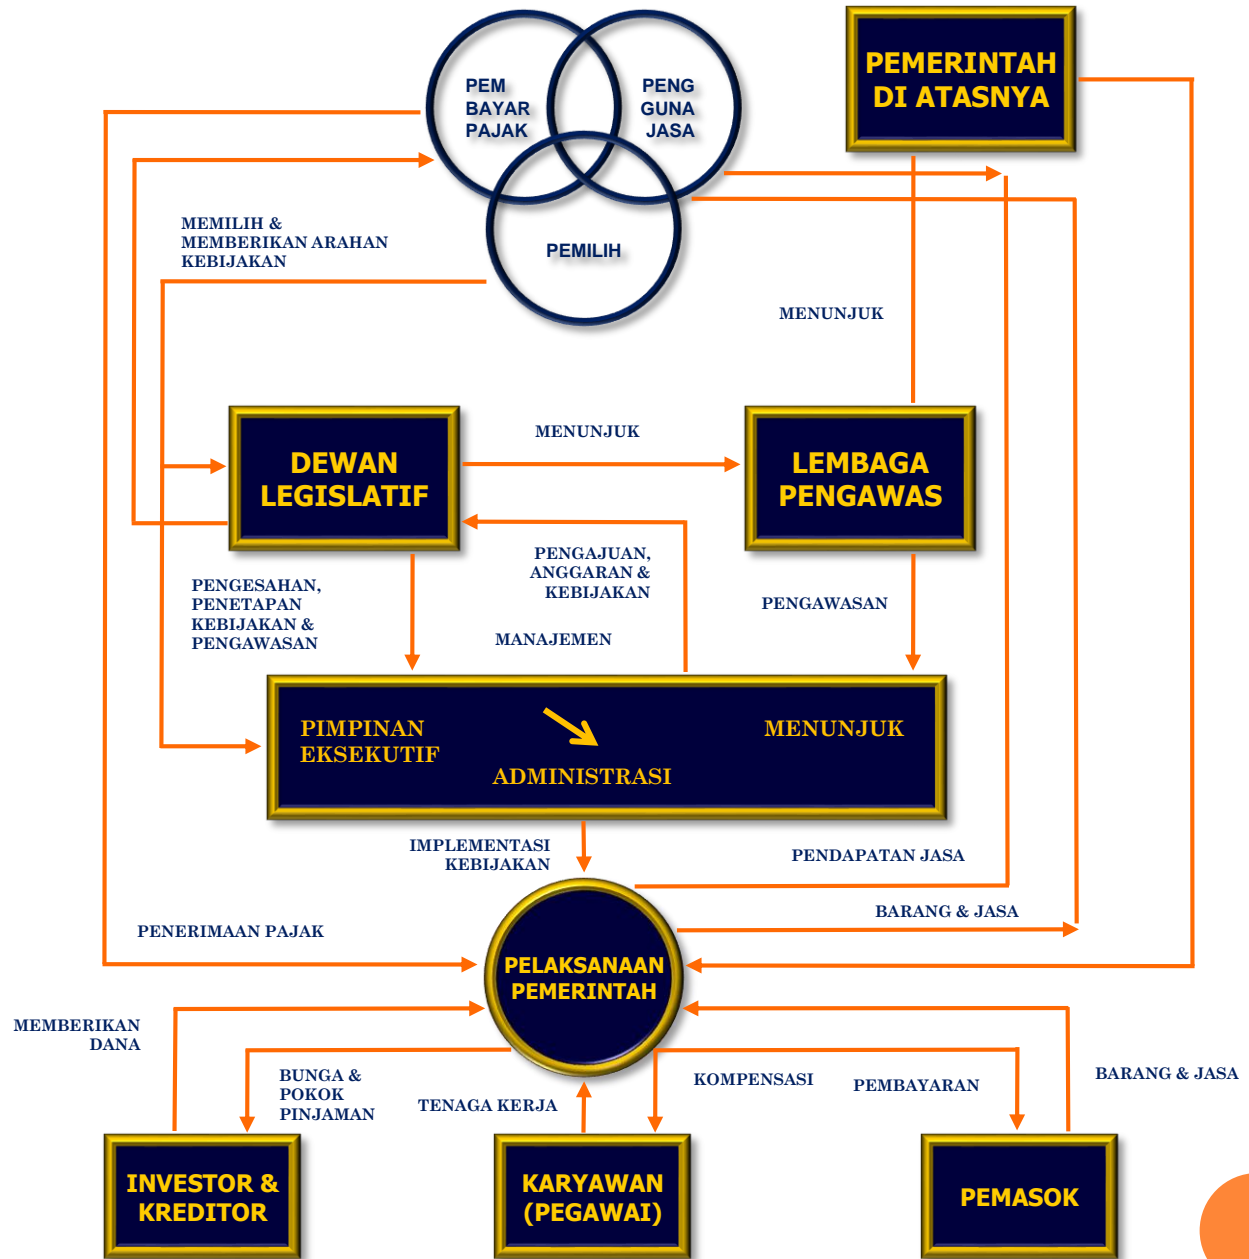 PEM
BAYAR
PAJAK
PENG
GUNA
JASA
PEMERINTAH
DI ATASNYA
PEMILIH
MEMILIH &
MEMBERIKAN ARAHAN
KEBIJAKAN
MENUNJUK
DEWAN
LEGISLATIF
MENUNJUK
LEMBAGA
PENGAWAS
PENGESAHAN,
PENETAPAN
KEBIJAKAN &
PENGAWASAN
PENGAJUAN,
ANGGARAN &
KEBIJAKAN
MANAJEMEN
PENGAWASAN
PIMPINAN
EKSEKUTIF
MENUNJUK
ADMINISTRASI
IMPLEMENTASI
KEBIJAKAN
PENDAPATAN JASA
BARANG & JASA
PENERIMAAN PAJAK
PELAKSANAAN
PEMERINTAH
MEMBERIKAN
DANA
BUNGA &
POKOK
PINJAMAN
TENAGA KERJA
KOMPENSASI
PEMBAYARAN
BARANG & JASA
INVESTOR &
KREDITOR
KARYAWAN
(PEGAWAI)
PEMASOK